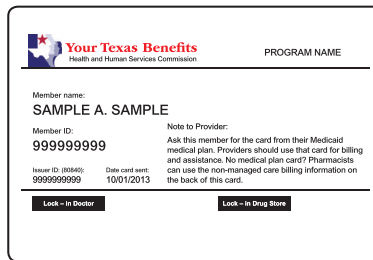 Your Texas Benefits
Health and Human Services Commission
PROGRAM NAME
Member name:
SAMPLE A. SAMPLE
Member ID:
999999999
Issuer ID: (80840):
9999999999
Date card sent:
10/01/2013
Note to Provider:
Ask this member for the card from their Medicaid
medical plan. Providers should use that card for billing
and assistance. No medical plan card? Pharmacists
can use the non-managed care billing information on
the back of this card.
Lock – in Doctor
Lock – in Drug Store